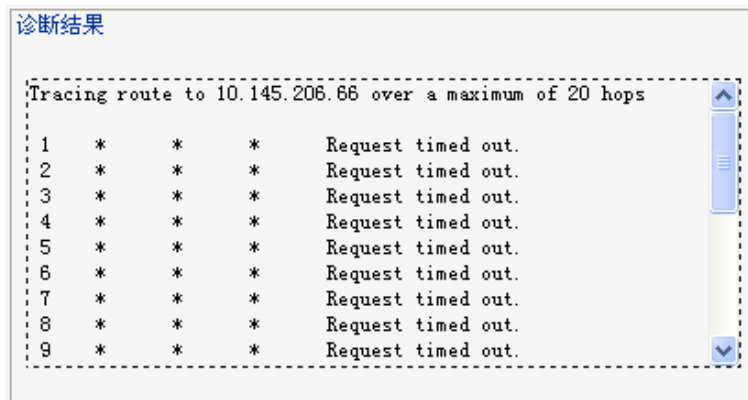 诊断结果
Tracing route to 10.145.206.66 over a maximum of 20 hops
1 * * * Request timed out.
2 * * * Request timed out.
3 * * * Request timed out.
4 * * * Request timed out.
5 * * * Request timed out.
6 * * * Request timed out.
7 * * * Request timed out.
8 * * * Request timed out.
9 * * * Request timed out.